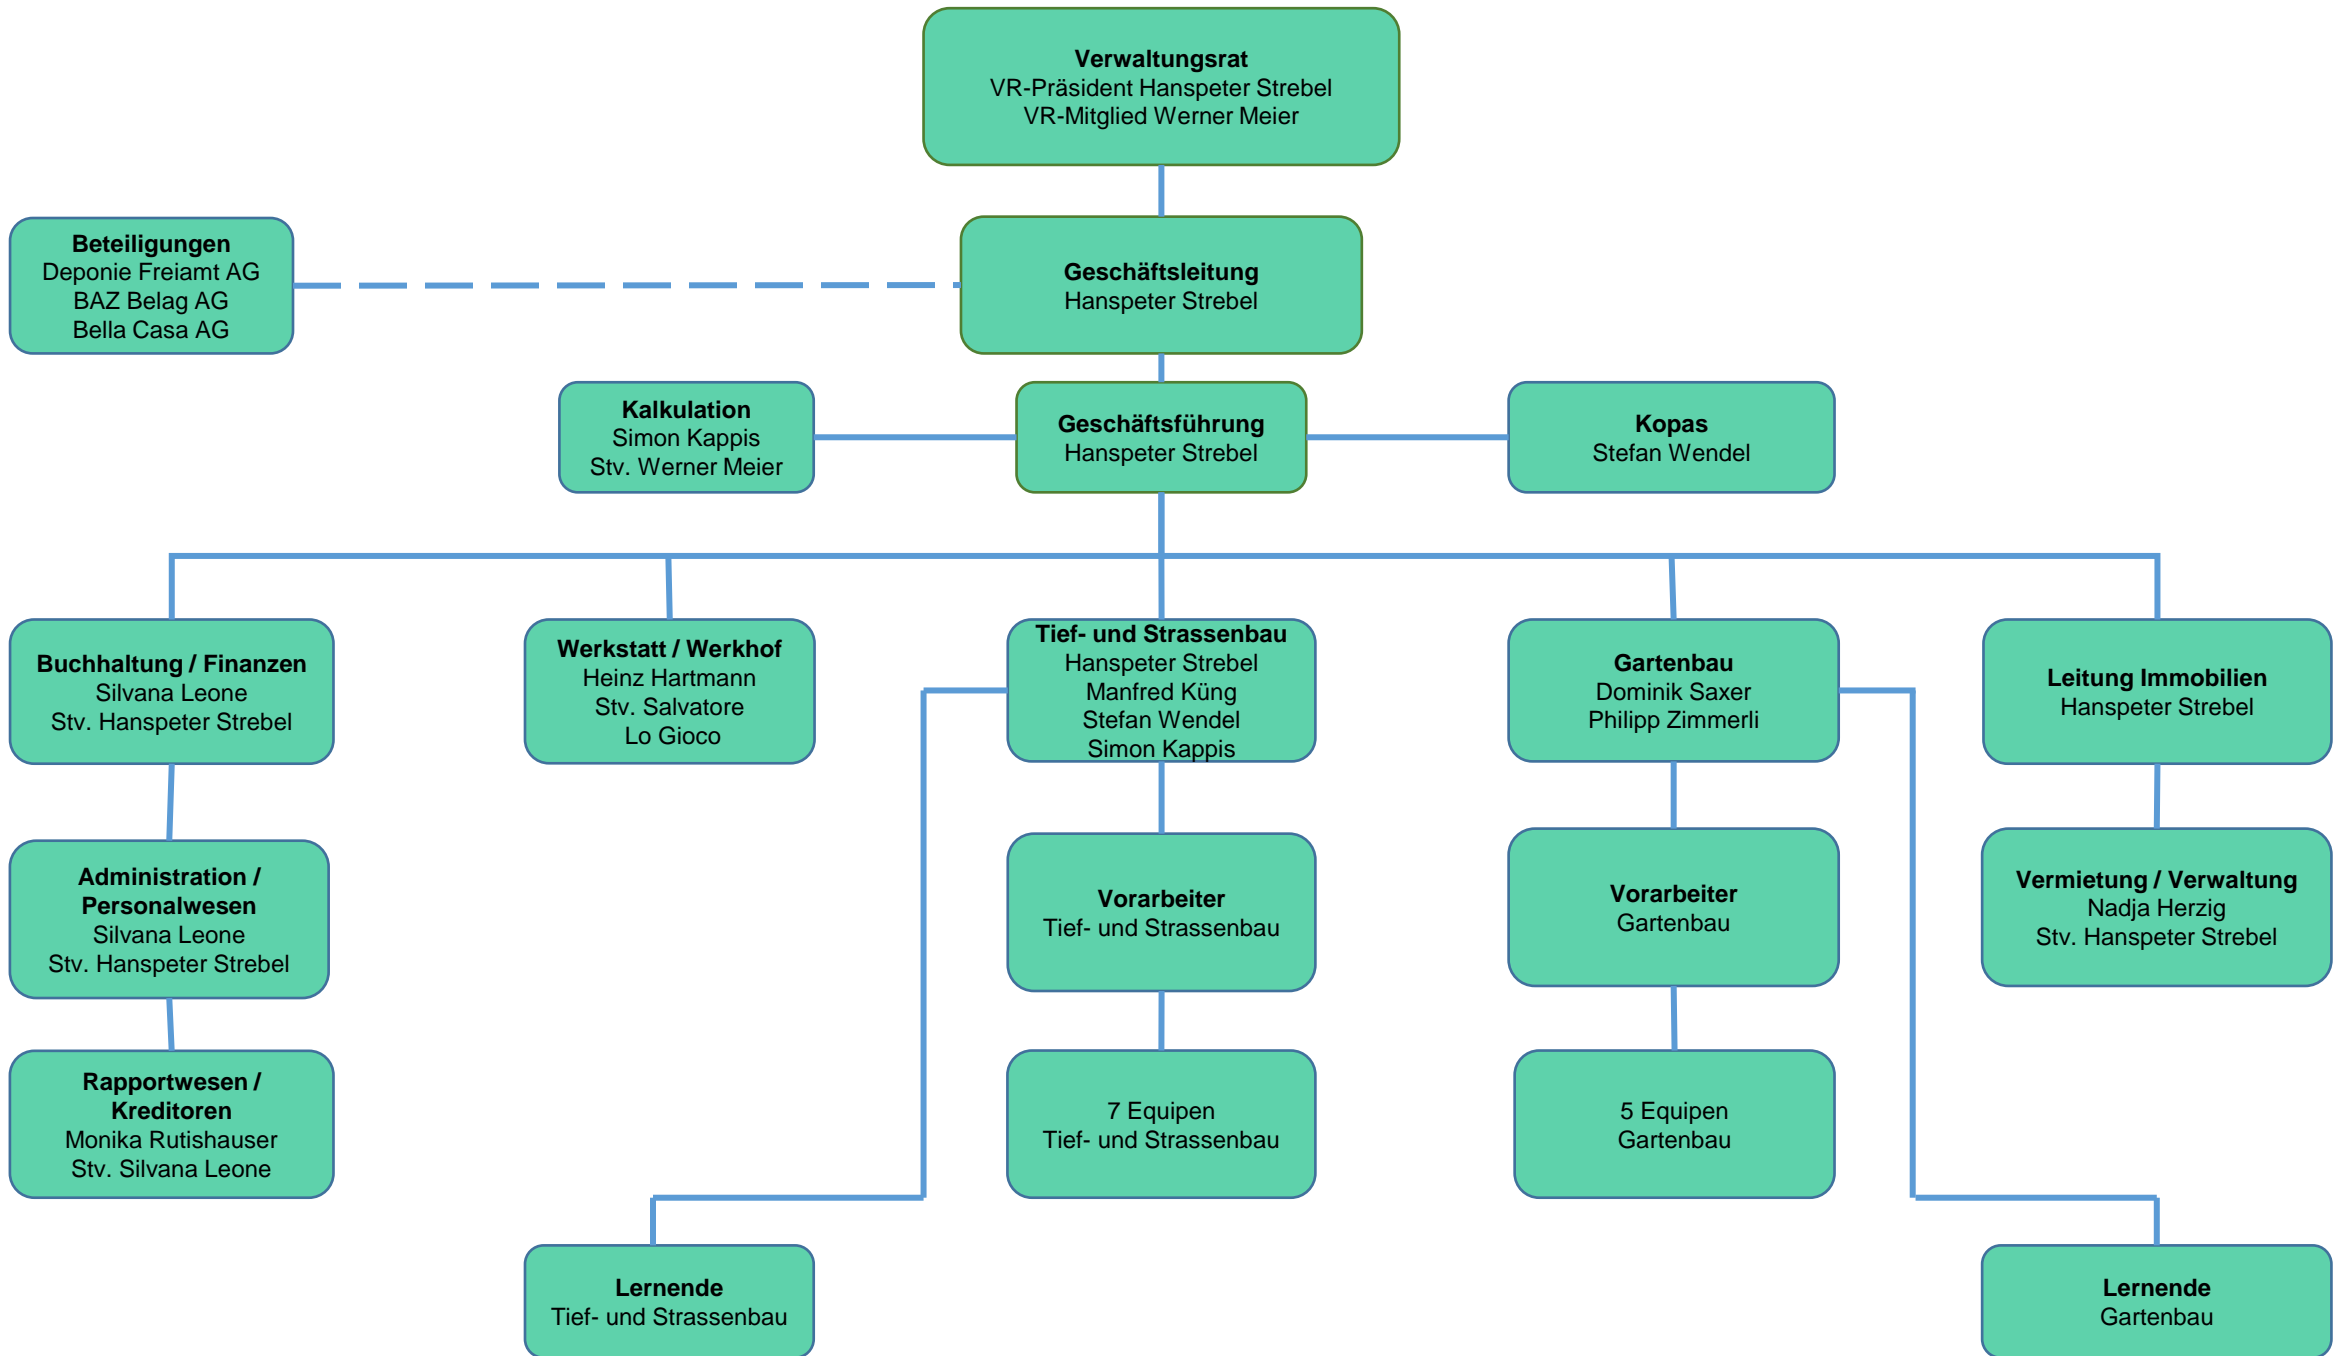 Verwaltungsrat
VR-Präsident Hanspeter Strebel
VR-Mitglied Werner Meier
Beteiligungen
Deponie Freiamt AG
BAZ Belag AG
Bella Casa AG
Geschäftsleitung
Hanspeter Strebel
Kalkulation
Simon Kappis
Stv. Werner Meier
Geschäftsführung
Hanspeter Strebel
Kopas
Stefan Wendel
Buchhaltung / Finanzen
Silvana Leone
Stv. Hanspeter Strebel
Werkstatt / Werkhof
Heinz Hartmann
Stv. Salvatore
Lo Gioco
Tief- und Strassenbau
Hanspeter Strebel
Manfred Küng
Stefan Wendel
Simon Kappis
Gartenbau
Dominik Saxer
Philipp Zimmerli
Leitung Immobilien
Hanspeter Strebel
Administration /
Personalwesen
Silvana Leone
Stv. Hanspeter Strebel
Vorarbeiter
Tief- und Strassenbau
Vorarbeiter
Gartenbau
Vermietung / Verwaltung
Nadja Herzig
Stv. Hanspeter Strebel
Rapportwesen /
Kreditoren
Monika Rutishauser
Stv. Silvana Leone
7 Equipen
Tief- und Strassenbau
5 Equipen
Gartenbau
Lernende
Tief- und Strassenbau
Lernende
Gartenbau